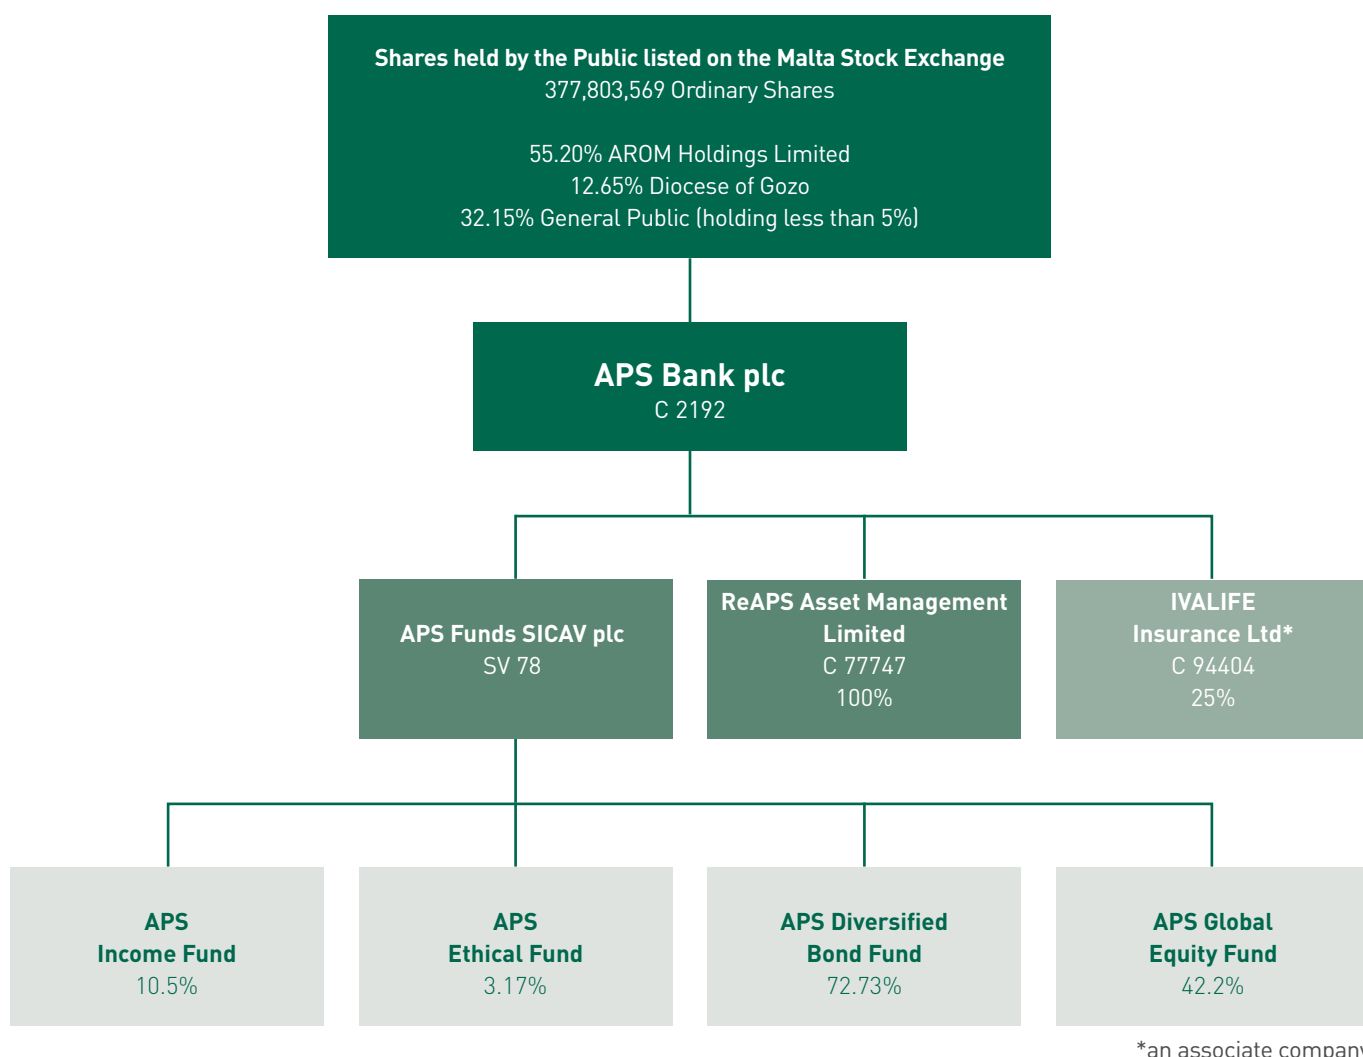 Shares held by the Public listed on the Malta Stock Exchange
377,803,569 Ordinary Shares
55.20% AROM Holdings Limited
12.65% Diocese of Gozo
32.15% General Public (holding less than 5%)
APS Bank plc
C 2192
APS Funds SICAV plc
SV 78
ReAPS Asset Management
Limited
C 77747
100%
IVALIFE
Insurance Ltd*
C 94404
25%
APS
Income Fund
10.5%
APS
Ethical Fund
3.17%
APS Diversified
Bond Fund
72.73%
APS Global
Equity Fund
42.2%
*an associate company